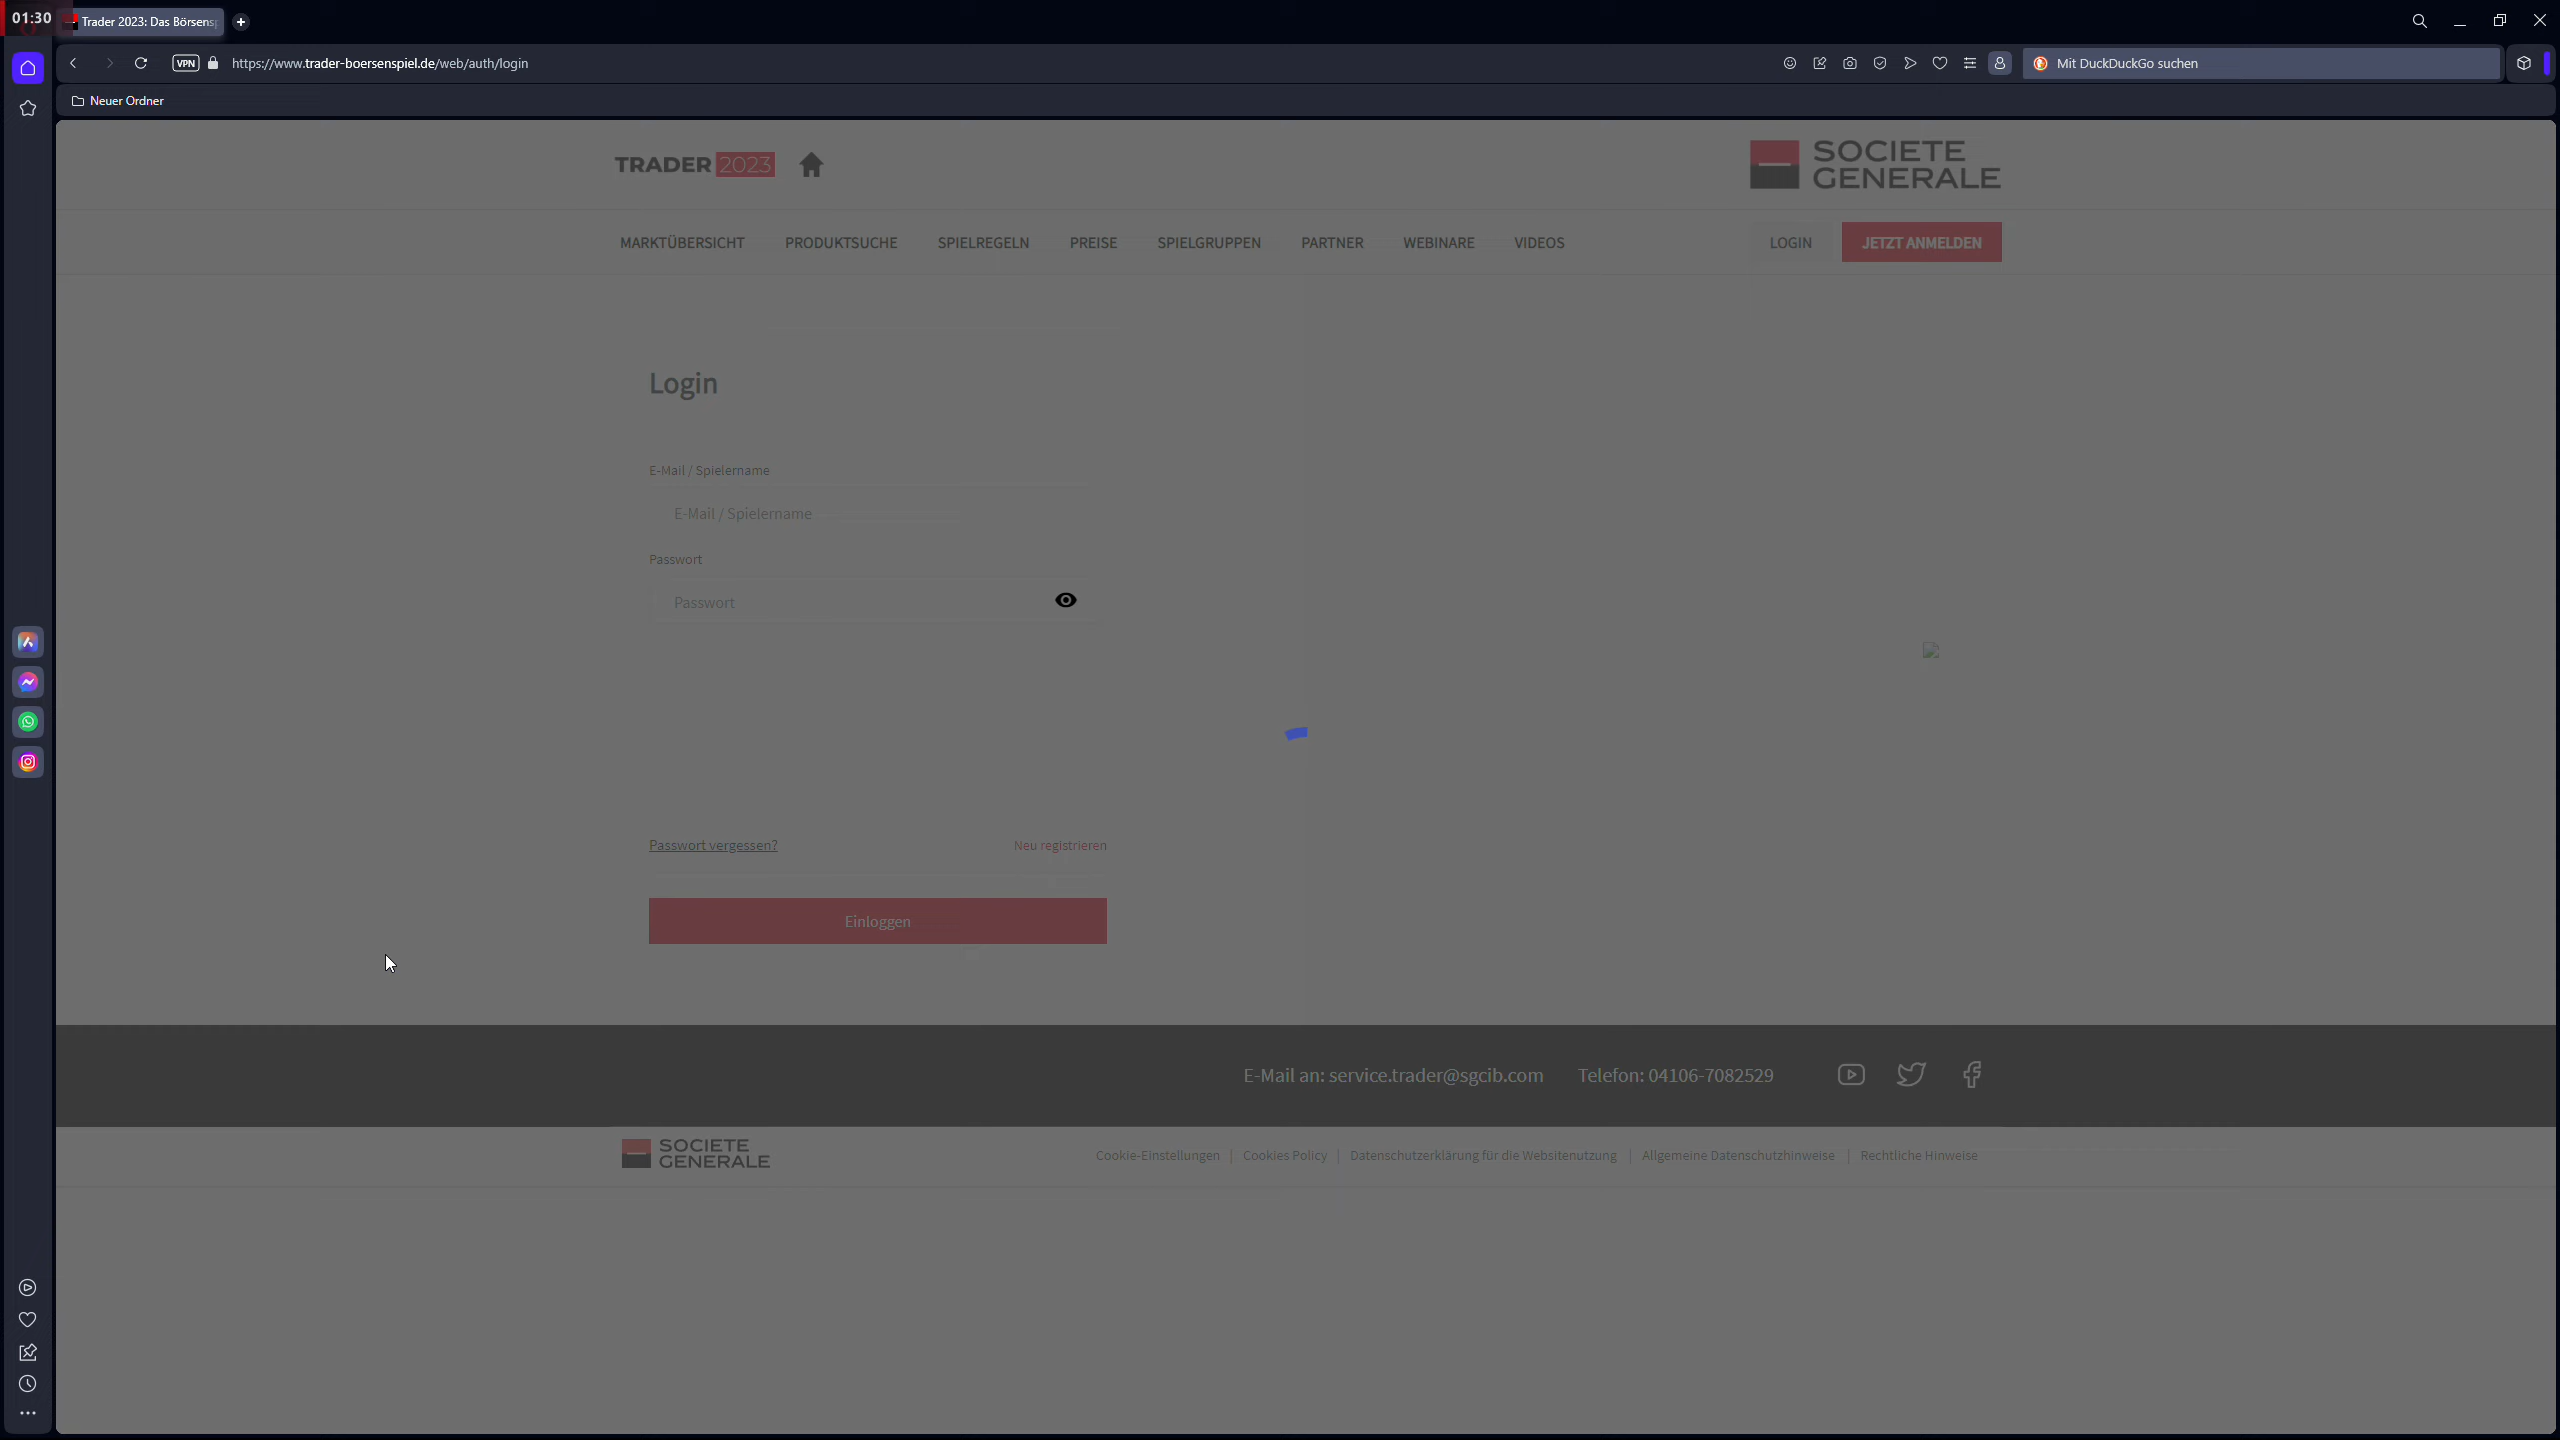 01:30
Trader 2023: Das Börsens
VPN
https://www.trader-boersenspiel.de/web/auth/login
Mit DuckDuckGo suchen
Neuer Ordner
TRADER 2023
SOCIETE
GENERALE
MARKTÜBERSICHT PRODUKTSUCHE SPIELREGELN PREISE SPIELGRUPPEN PARTNER WEBINARE VIDEOS LOGIN JETZT ANMELDEN
Login
E-Mail / Spielername
E-Mail / Spielername
Passwort
Passwort
Passwort vergessen? Neu registrieren
Einloggen
E-Mail an: service.trader@sgcib.com Telefon: 04106-7082529
SOCIETE
GENERALE
Cookie-Einstellungen | Cookies Policy | Datenschutzerklärung für die Websitenutzung | Allgemeine Datenschutzhinweise | Rechtliche Hinweise